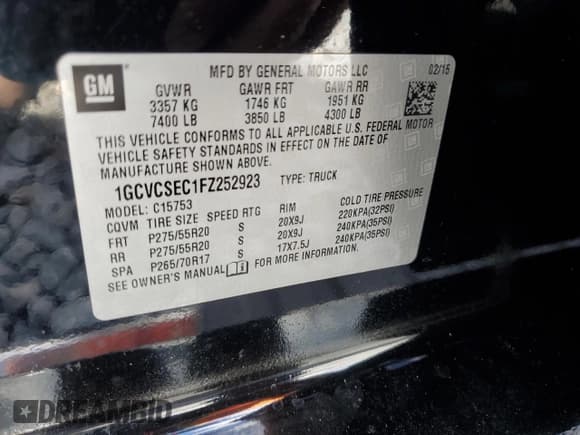 GM
MFD BY GENERAL MOTORS LLC 02/15
GVWR GAWR FRT GAWR RR
3357 KG 1746 KG 1951 KG
7400 LB 3850 LB 4300 LB
THIS VEHICLE CONFORMS TO ALL APPLICABLE U.S. FEDERAL MOTOR
VEHICLE SAFETY STANDARDS IN EFFECT ON THE DATE OF
MANUFACTURE SHOWN ABOVE.
1GCVCSEC1FZ252923 TYPE: TRUCK
MODEL: C15753
CQVM TIRE SIZE SPEED RTG RIM COLD TIRE PRESSURE
FRT P275/55R20 S 20X9J 220KPA(32PSI)
RR P275/55R20 S 20X9J 240KPA(35PSI)
SPA P265/70R17 S 17X7.5J 240KPA(35PSI)
SEE OWNER'S MANUAL FOR MORE INFORMATION.
DREAMBID